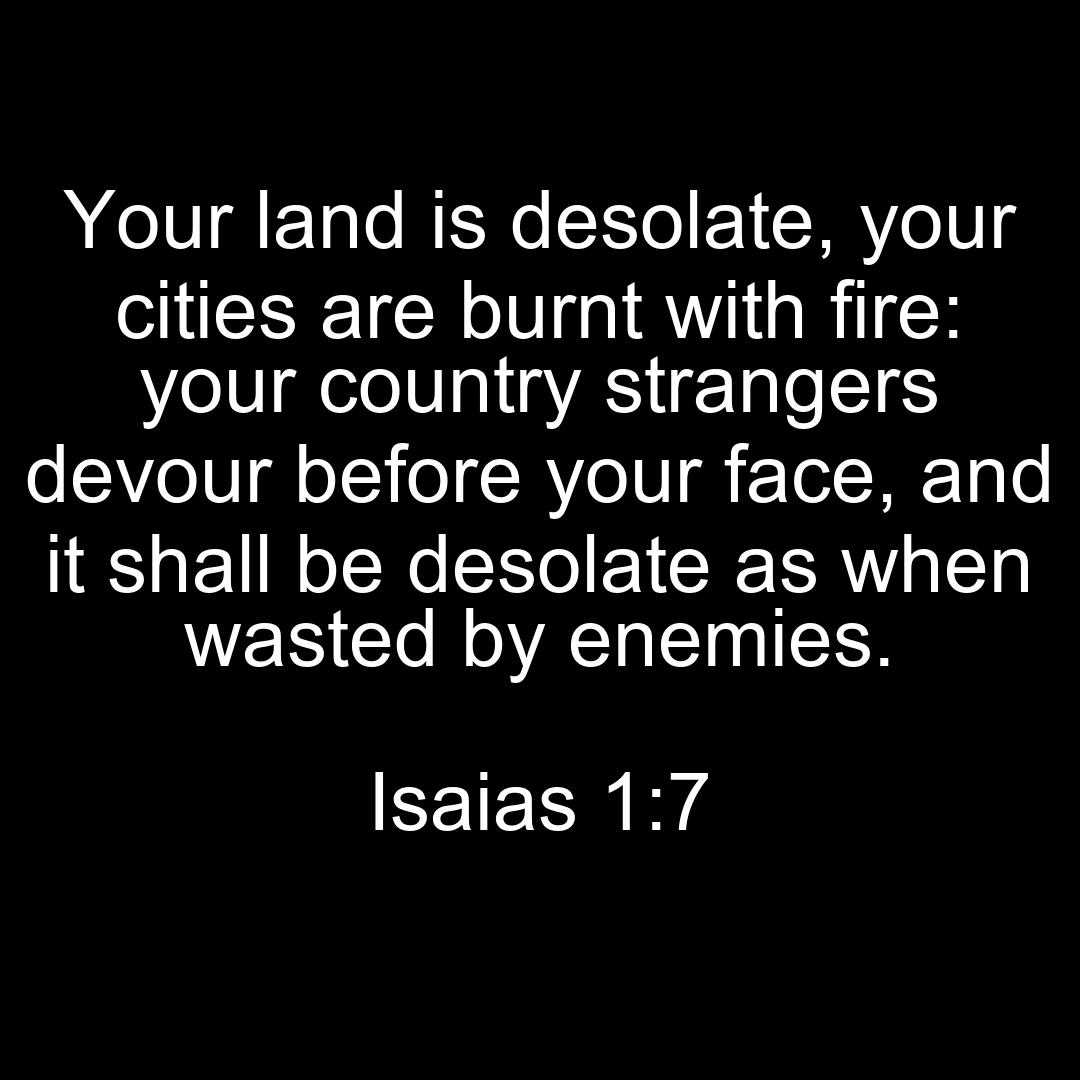 Your land is desolate, your
cities are burnt with fire:
your country strangers
devour before your face, and
it shall be desolate as when
wasted by enemies.
Isaias 1:7